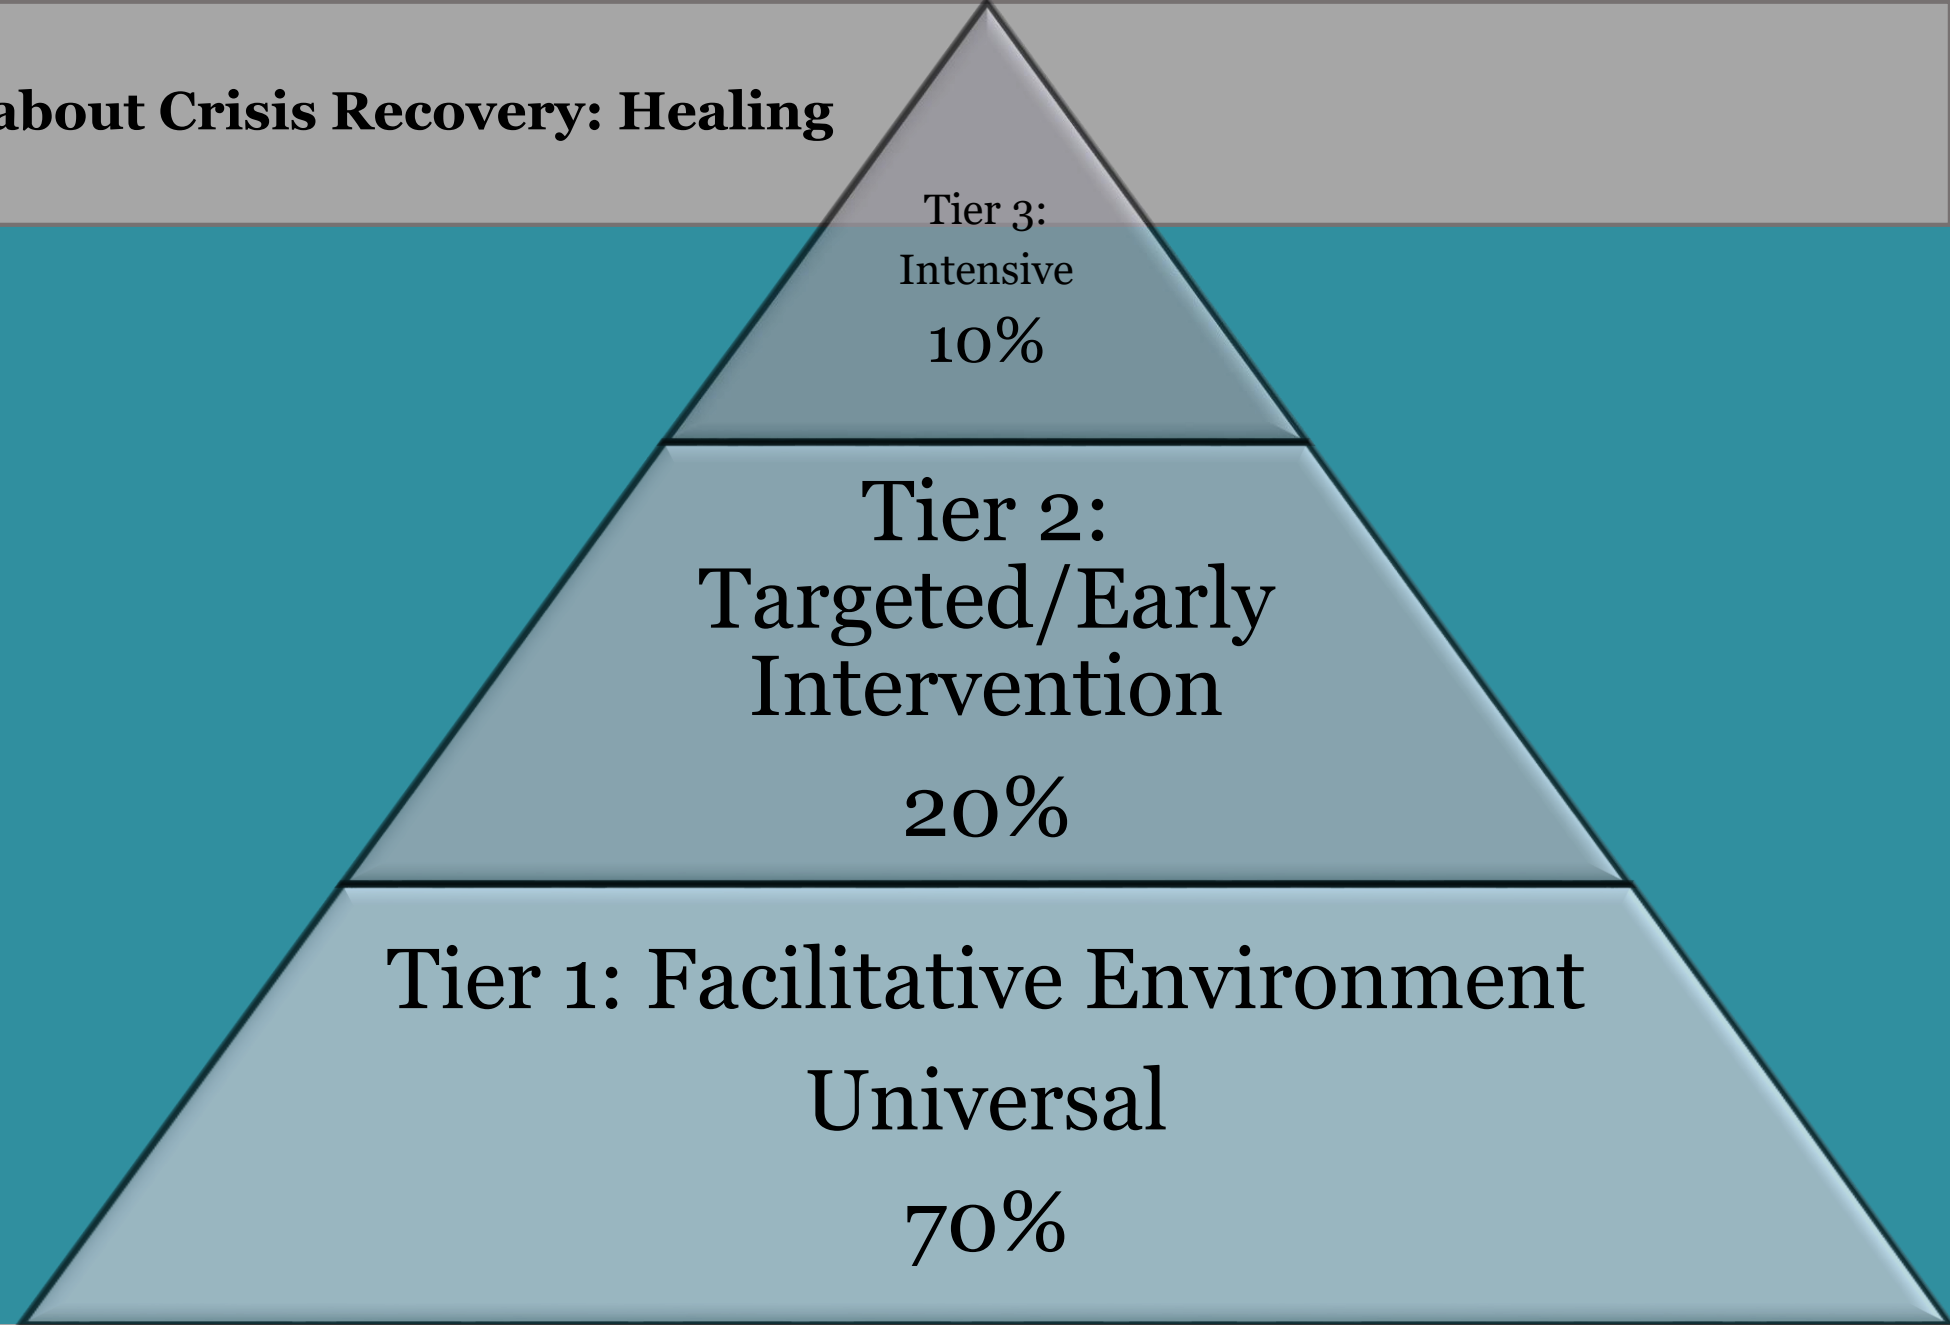 about Crisis Recovery: Healing
Tier 3:
Intensive
10%
Tier 2:
Targeted/Early
Intervention
20%
Tier 1: Facilitative Environment
Universal
70%